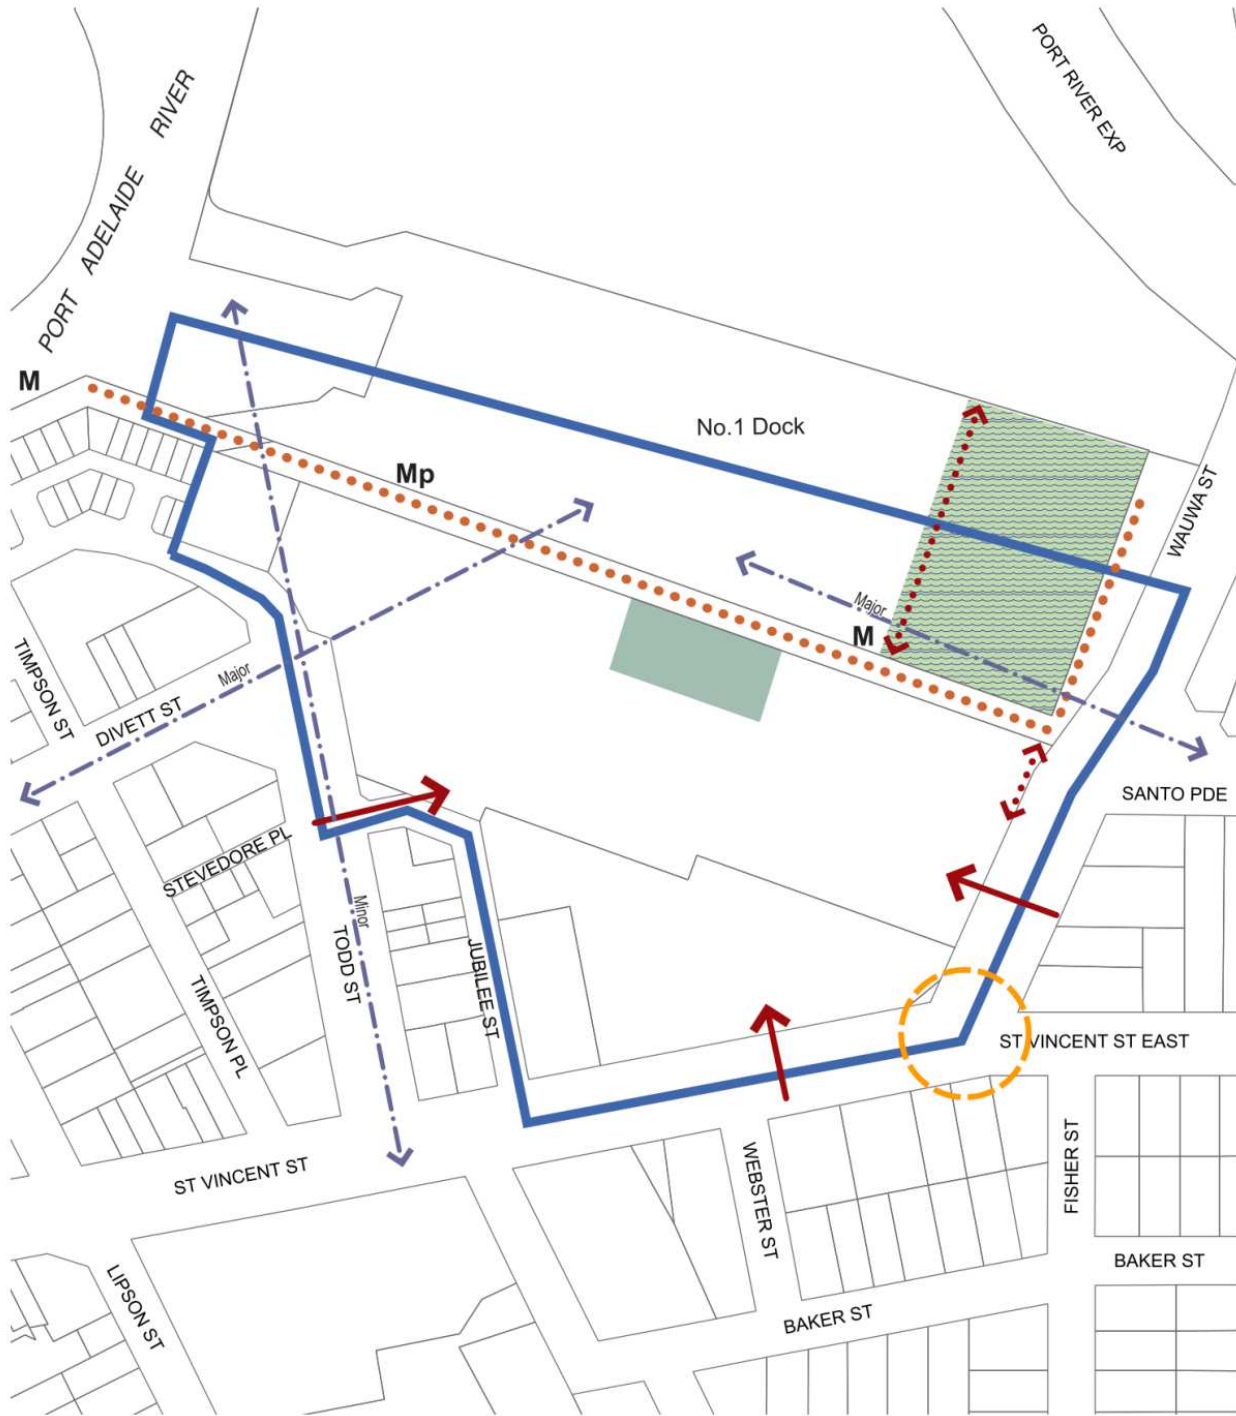 PORT RIVER EXP
PORT ADELAIDE RIVER
M
No.1 Dock
Mp
WAUWA ST
Major
M
TIMPSON ST
Major
DIVETT ST
SANTO PDE
STEVEDORE PL
Minor
TODD ST
JUBILEE ST
TIMPSON PL
ST VINCENT ST EAST
ST VINCENT ST
WEBSTER ST
FISHER ST
BAKER ST
LIPSON ST
BAKER ST